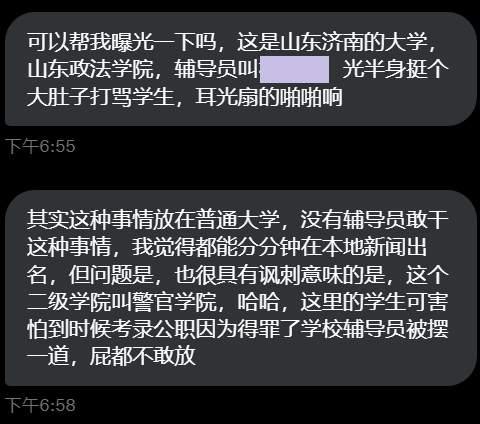 可以帮我曝光一下吗，这是山东济南的大学，
山东政法学院，辅导员叫 光半身挺个
大肚子打骂学生，耳光扇的啪啪响
下午6:55
其实这种事情放在普通大学，没有辅导员敢干
这种事情，我觉得都能分分钟在本地新闻出
名，但问题是，也很具有讽刺意味的是，这个
二级学院叫警官学院，哈哈，这里的学生可害
怕到时候考录公职因为得罪了学校辅导员被摆
一道，屁都不敢放
下午6:58